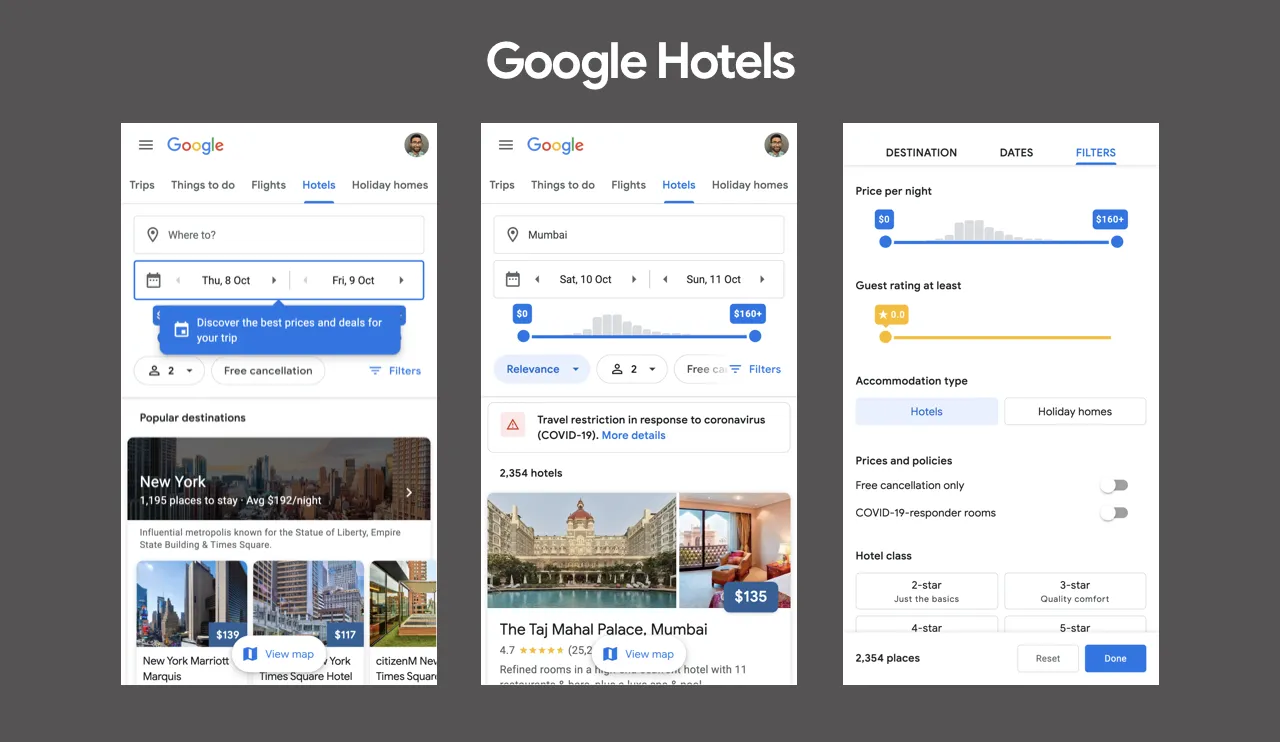 Google Hotels
Google
Trips Things to do Flights Hotels Holiday homes
Where to?
Thu, 8 Oct Fri, 9 Oct
Discover the best prices and deals for
your trip
2 Free cancellation Filters
Popular destinations
New York
1,195 places to stay · Avg $192/night
Influential metropolis known for the Statue of Liberty, Empire
State Building & Times Square.
$139 $117
New York Marriott
Marquis
York
Times Square Hotel
citizenM New
Times Square
View map
Google
Trips Things to do Flights Hotels Holiday homes
Mumbai
Sat, 10 Oct Sun, 11 Oct
$0 $160+
Relevance 2 Free Filters
Travel restriction in response to coronavirus
(COVID-19). More details
2,354 hotels
$135
The Taj Mahal Palace, Mumbai
4.7 (25,2
View map
Refined rooms in a hotel with 11
DESTINATION DATES FILTERS
Price per night
$0 $160+
Guest rating at least
★ 0.0
Accommodation type
Hotels Holiday homes
Prices and policies
Free cancellation only
COVID-19-responder rooms
Hotel class
2-star 3-star
Just the basics Quality comfort
4-star 5-star
2,354 places Reset Done